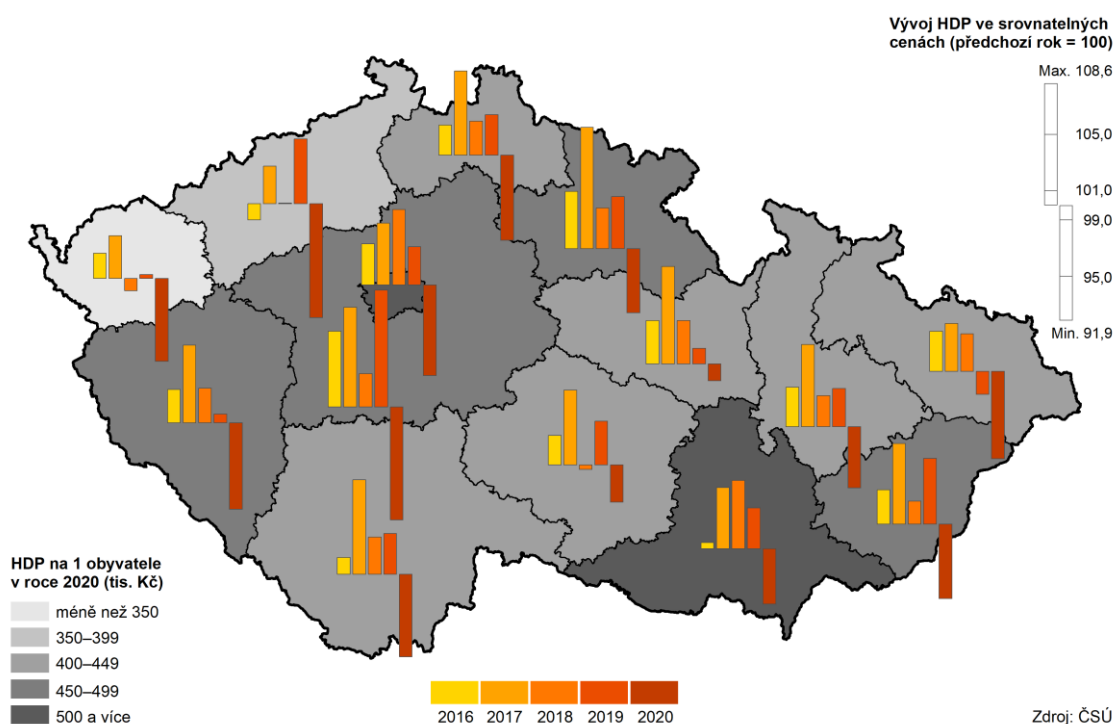 Vývoj HDP ve srovnatelných
cenách (předchozí rok = 100)
Max. 108,6
105,0
101,0
99,0
95,0
Min. 91,9
HDP na 1 obyvatele
v roce 2020 (tis. Kč)
méně než 350
350–399
400–449
450–499
500 a více
2016 2017 2018 2019 2020
Zdroj: ČSÚ